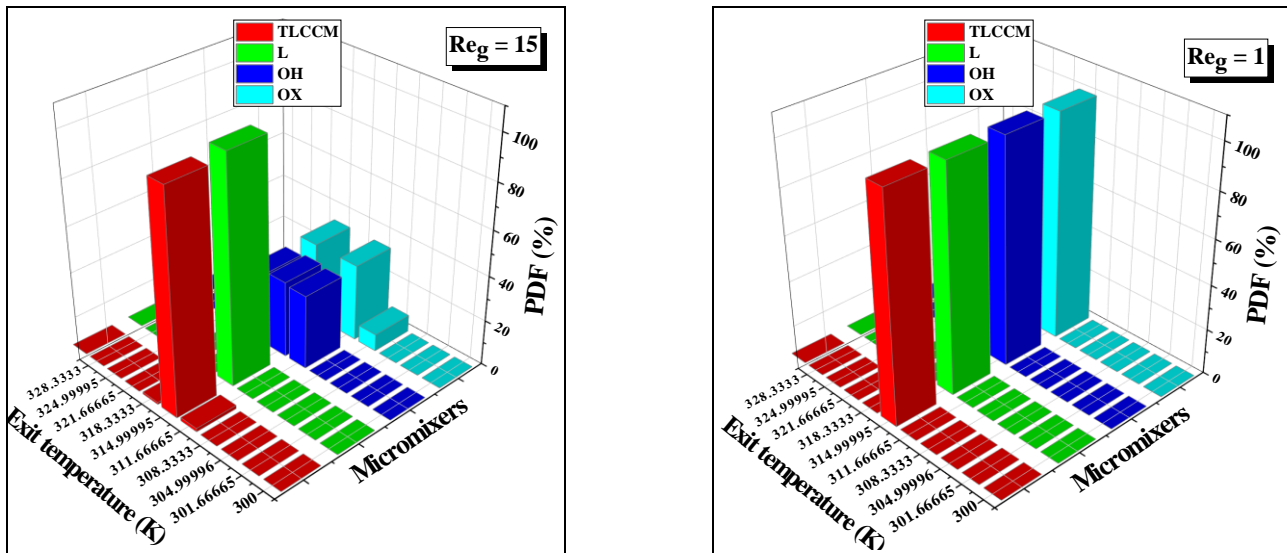 TLCCM
L
OH
OX
Reg = 15
100
80
60
40
20
0
PDF (%)
328.3333
324.99995
321.66665
318.3333
314.99995
311.66665
308.3333
304.99996
301.66665
300
Exit temperature (K)
Micromixers
TLCCM
L
OH
OX
Reg = 1
100
80
60
40
20
0
PDF (%)
328.3333
324.99995
321.66665
318.3333
314.99995
311.66665
308.3333
304.99996
301.66665
300
Exit temperature (K)
Micromixers